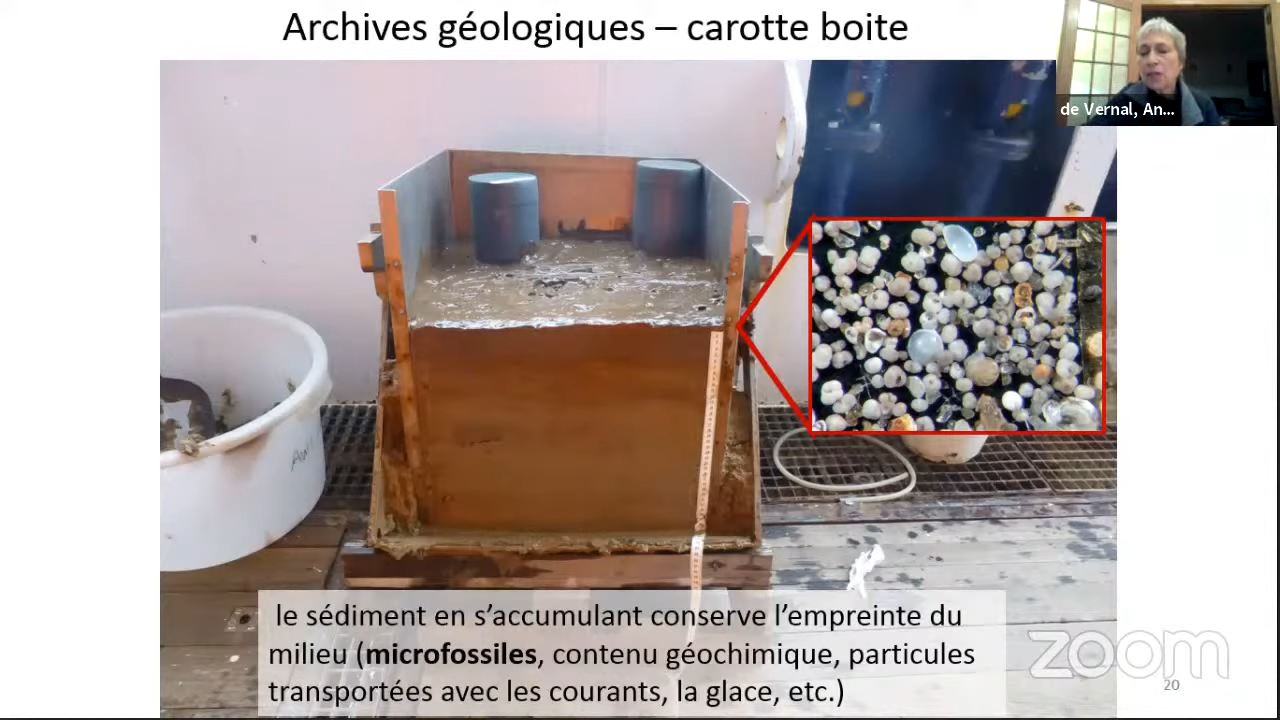 Archives géologiques – carotte boite
de Vernal, An...
le sédiment en s’accumulant conserve l’empreinte du
milieu (microfossiles, contenu géochimique, particules
transportées avec les courants, la glace, etc.)
zoom
20